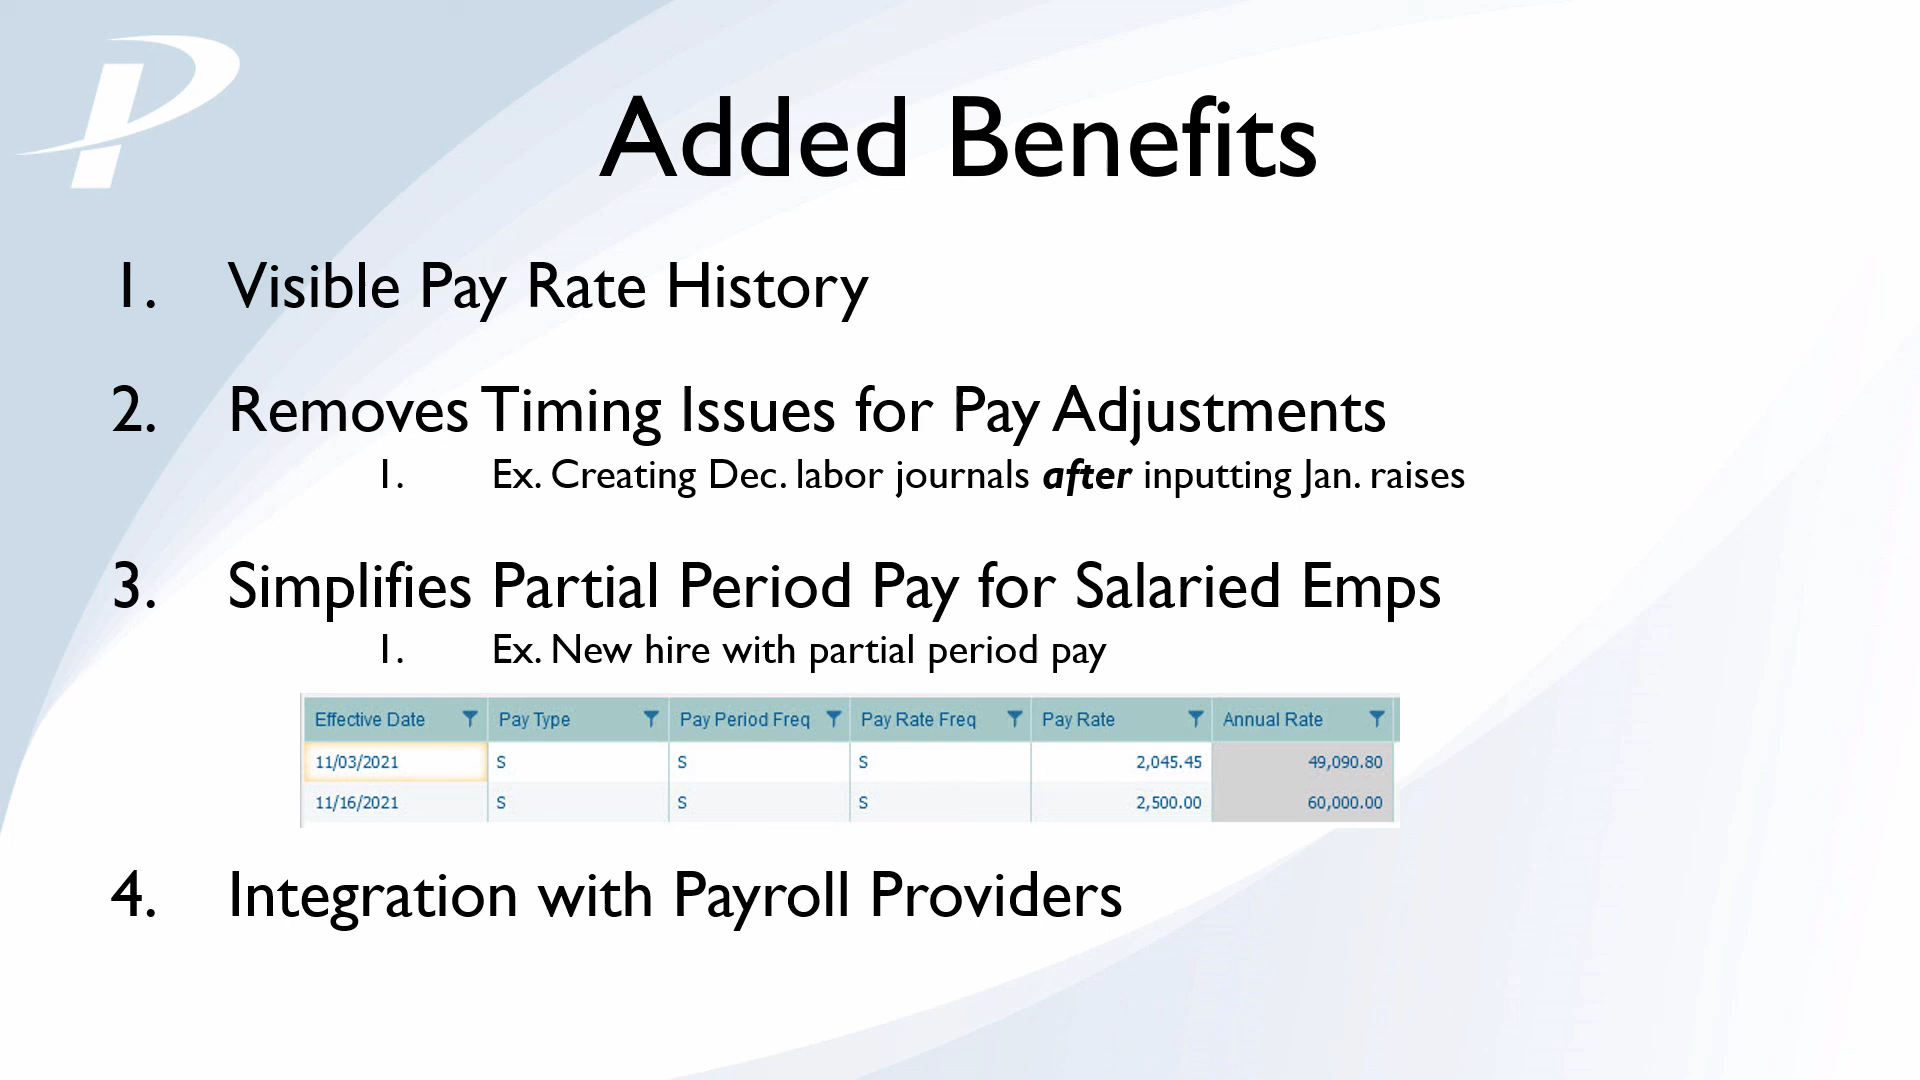 Added Benefits
1. Visible Pay Rate History
2. Removes Timing Issues for Pay Adjustments
1. Ex. Creating Dec. labor journals after inputting Jan. raises
3. Simplifies Partial Period Pay for Salaried Emps
1. Ex. New hire with partial period pay
Effective Date Pay Type Pay Period Freq Pay Rate Freq Pay Rate Annual Rate
11/03/2021 S S S 2,045.45 49,090.80
11/16/2021 S S S 2,500.00 60,000.00
4. Integration with Payroll Providers